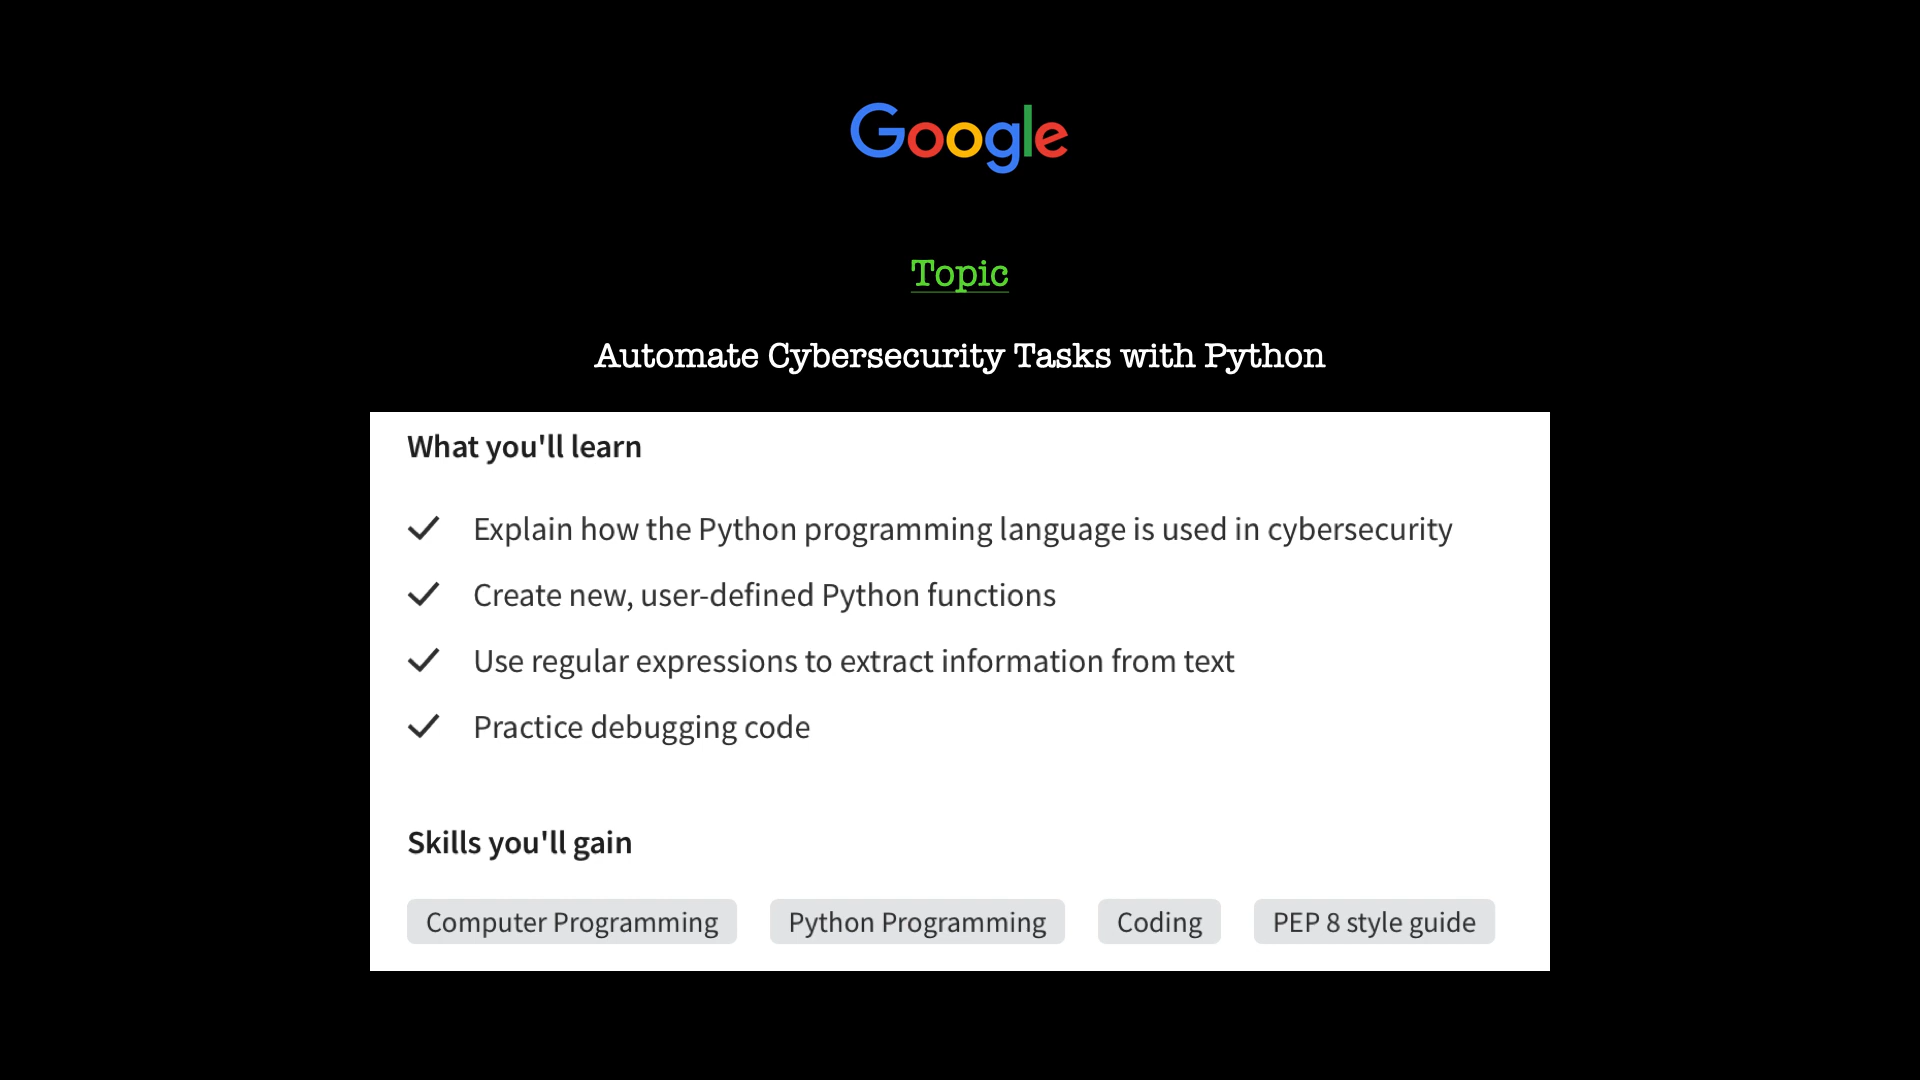 Google
Topic
Automate Cybersecurity Tasks with Python
What you'll learn
Explain how the Python programming language is used in cybersecurity
Create new, user-defined Python functions
Use regular expressions to extract information from text
Practice debugging code
Skills you'll gain
Computer Programming Python Programming Coding PEP 8 style guide